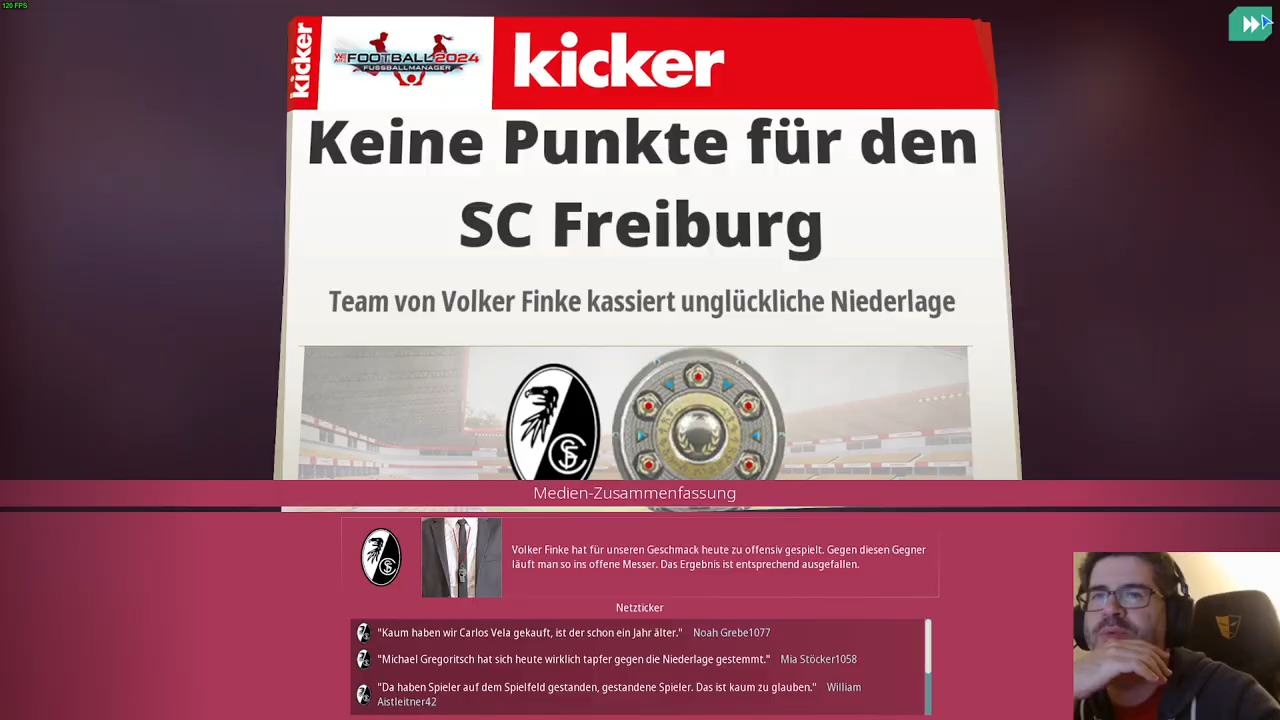 120 FPS
kicker
WE ARE FOOTBALL 2024
FUSSBALLMANAGER
kicker
Keine Punkte für den
SC Freiburg
Team von Volker Finke kassiert unglückliche Niederlage
Medien-Zusammenfassung
Volker Finke hat für unseren Geschmack heute zu offensiv gespielt. Gegen diesen Gegner
läuft man so ins offene Messer. Das Ergebnis ist entsprechend ausgefallen.
Netzticker
"Kaum haben wir Carlos Vela gekauft, ist der schon ein Jahr älter." Noah Grebe1077
"Michael Gregoritsch hat sich heute wirklich tapfer gegen die Niederlage gestemmt." Mia Stöcker1058
"Da haben Spieler auf dem Spielfeld gestanden, gestandene Spieler. Das ist kaum zu glauben." William
Aistleitner42